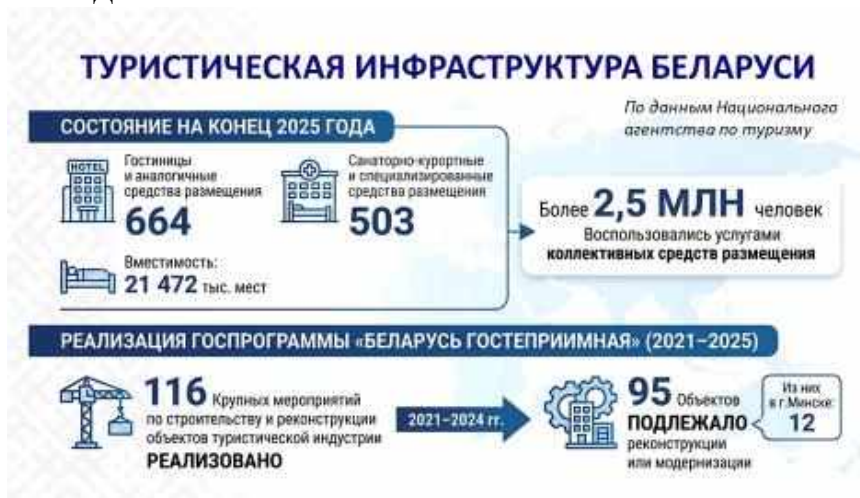 ТУРИСТИЧЕСКАЯ ИНФРАСТРУКТУРА БЕЛАРУСИ
По данным Национального
агентства по туризму
СОСТОЯНИЕ НА КОНЕЦ 2025 ГОДА
HOTEL
Гостиницы
и аналогичные
средства размещения
664
Санаторно-курортные
и специализированные
средства размещения
503
Вместимость:
21 472 тыс. мест
Более 2,5 МЛН человек
Воспользовались услугами
коллективных средств размещения
РЕАЛИЗАЦИЯ ГОСПРОГРАММЫ «БЕЛАРУСЬ ГОСТЕПРИИМНАЯ» (2021–2025)
116 Крупных мероприятий
по строительству и реконструкции
объектов туристической индустрии
РЕАЛИЗОВАНО
2021–2024 гг.
95 Объектов
ПОДЛЕЖАЛО
реконструкции
или модернизации
Из них
в г.Минске:
12